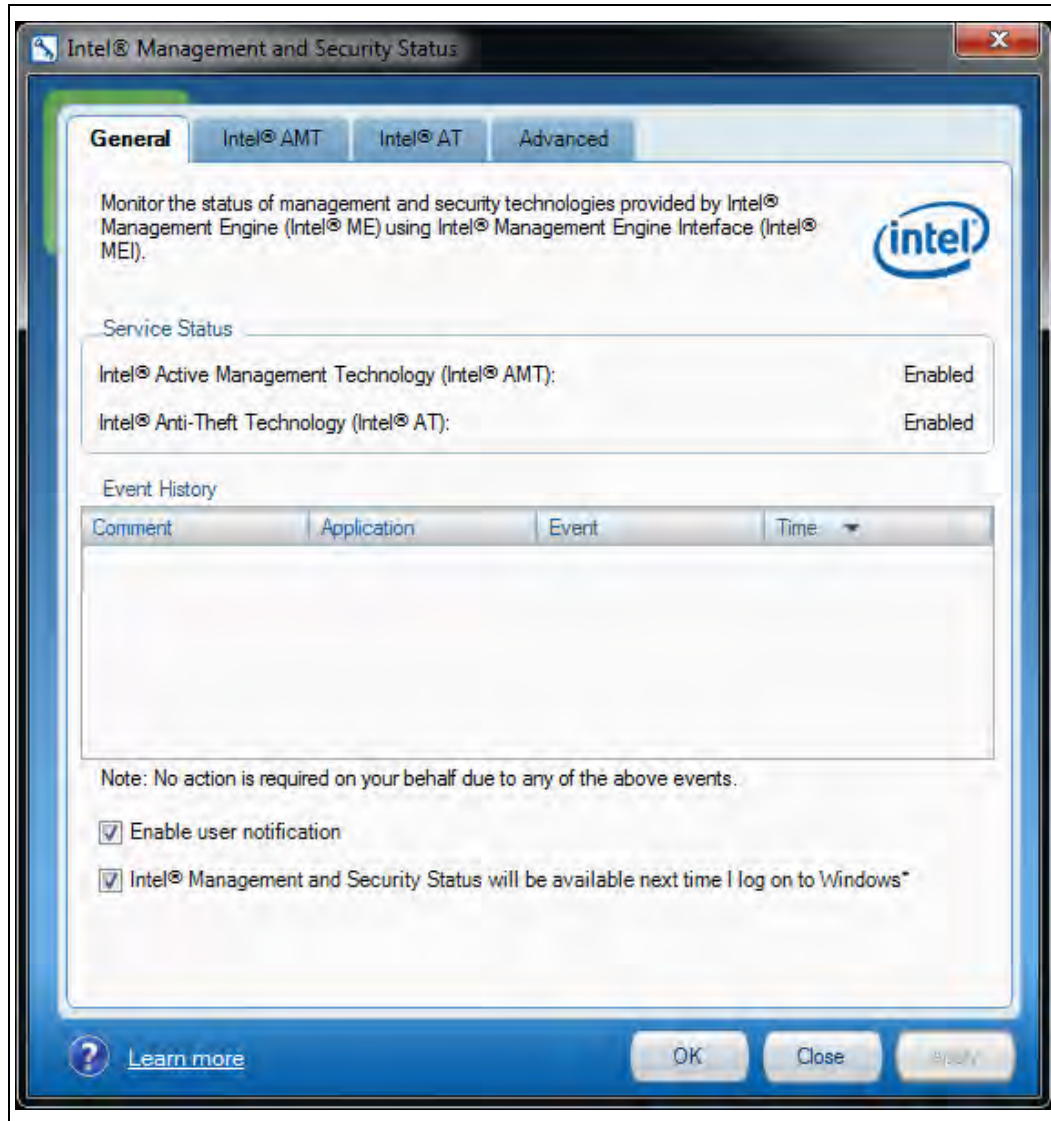 Intel® Management and Security Status
General Intel® AMT Intel® AT Advanced
Monitor the status of management and security technologies provided by Intel®
Management Engine (Intel® ME) using Intel® Management Engine Interface (Intel®
MEI).
intel
Service Status
Intel® Active Management Technology (Intel® AMT): Enabled
Intel® Anti-Theft Technology (Intel® AT): Enabled
Event History
Comment Application Event Time
Note: No action is required on your behalf due to any of the above events.
Enable user notification
Intel® Management and Security Status will be available next time I log on to Windows*
? Learn more OK Close Apply